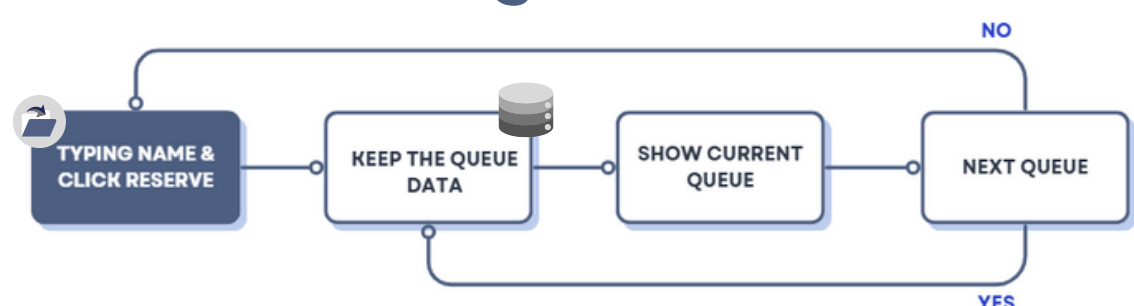 NO
TYPING NAME &
CLICK RESERVE
KEEP THE QUEUE
DATA
SHOW CURRENT
QUEUE
NEXT QUEUE
YES